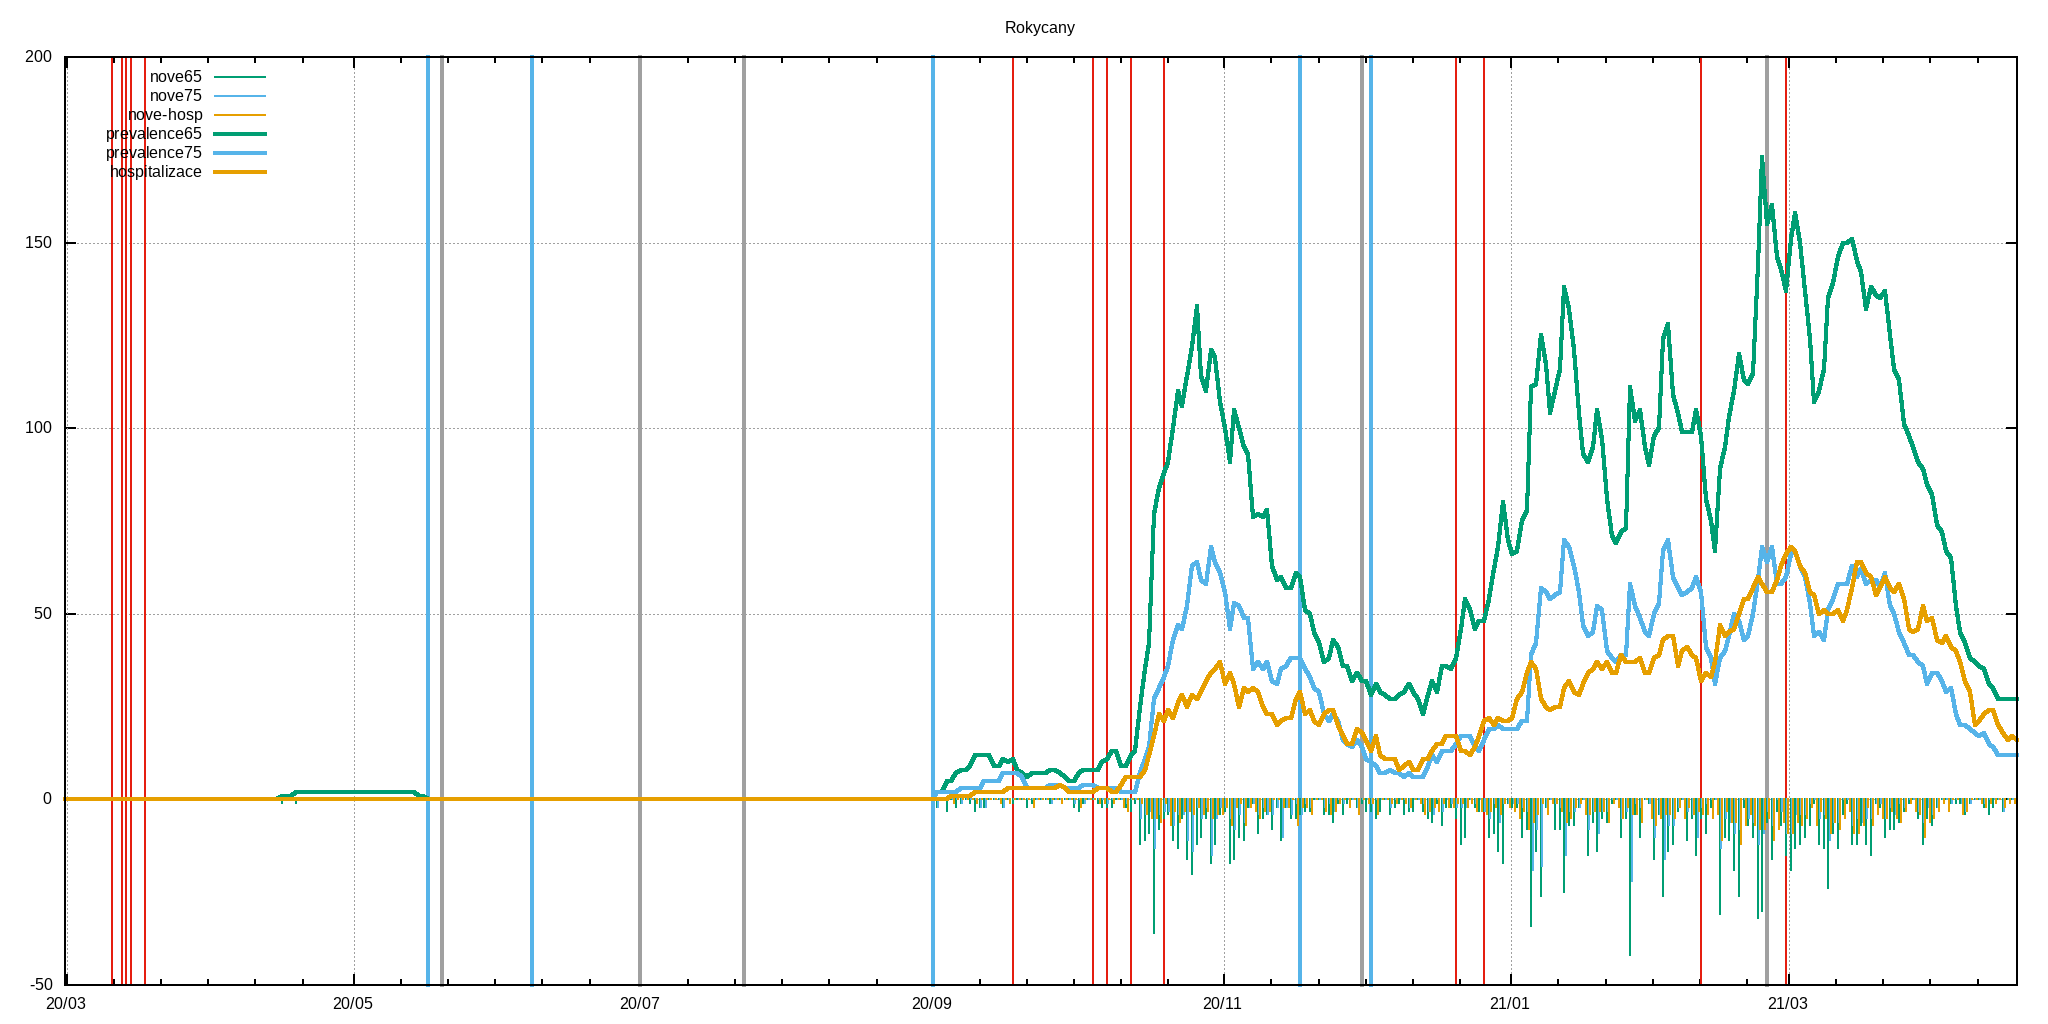 Rokycany
200
150
100
50
0
-50
nove65
nove75
nove-hosp
prevalence65
prevalence75
hospitalizace
20/03 20/05 20/07 20/09 20/11 21/01 21/03